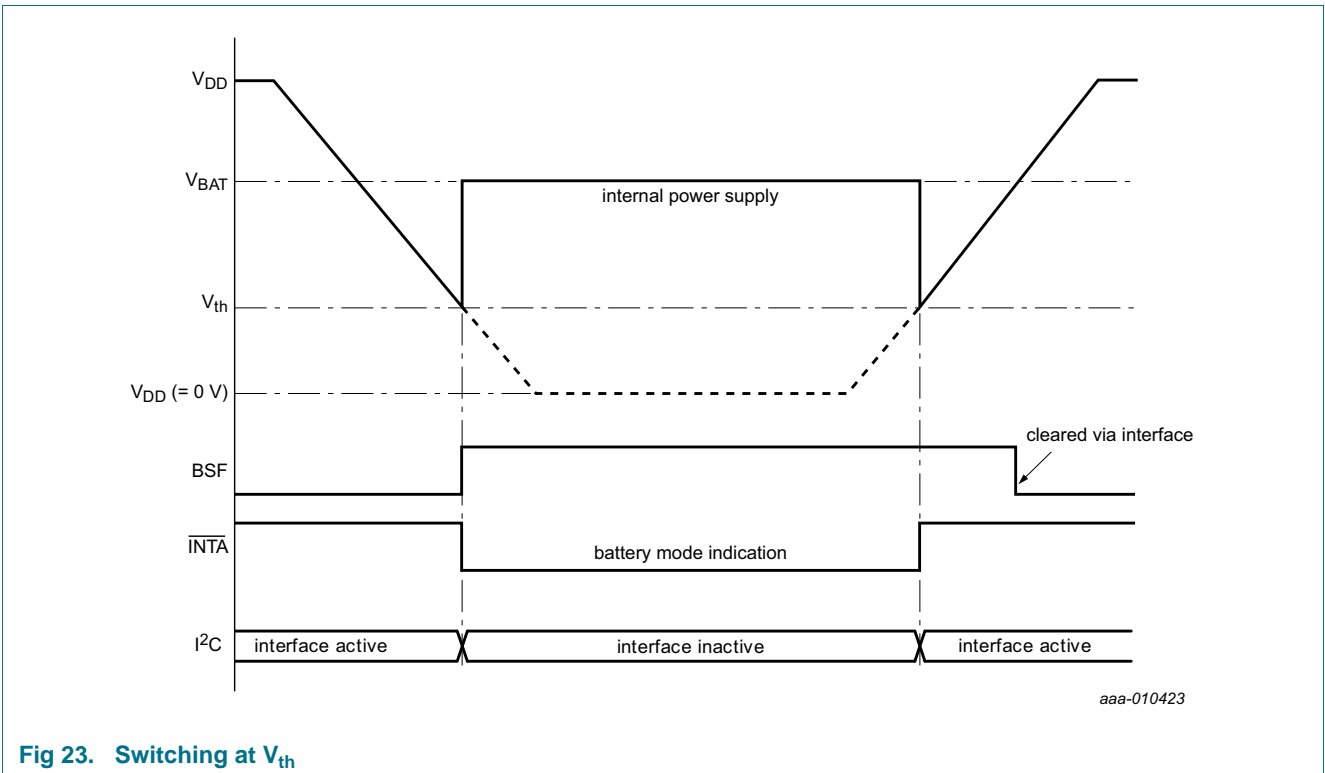 VDD
VBAT
internal power supply
Vth
VDD (= 0 V)
cleared via interface
BSF
INTA
battery mode indication
I2C
interface active
interface inactive
interface active
aaa-010423
Fig 23. Switching at Vth